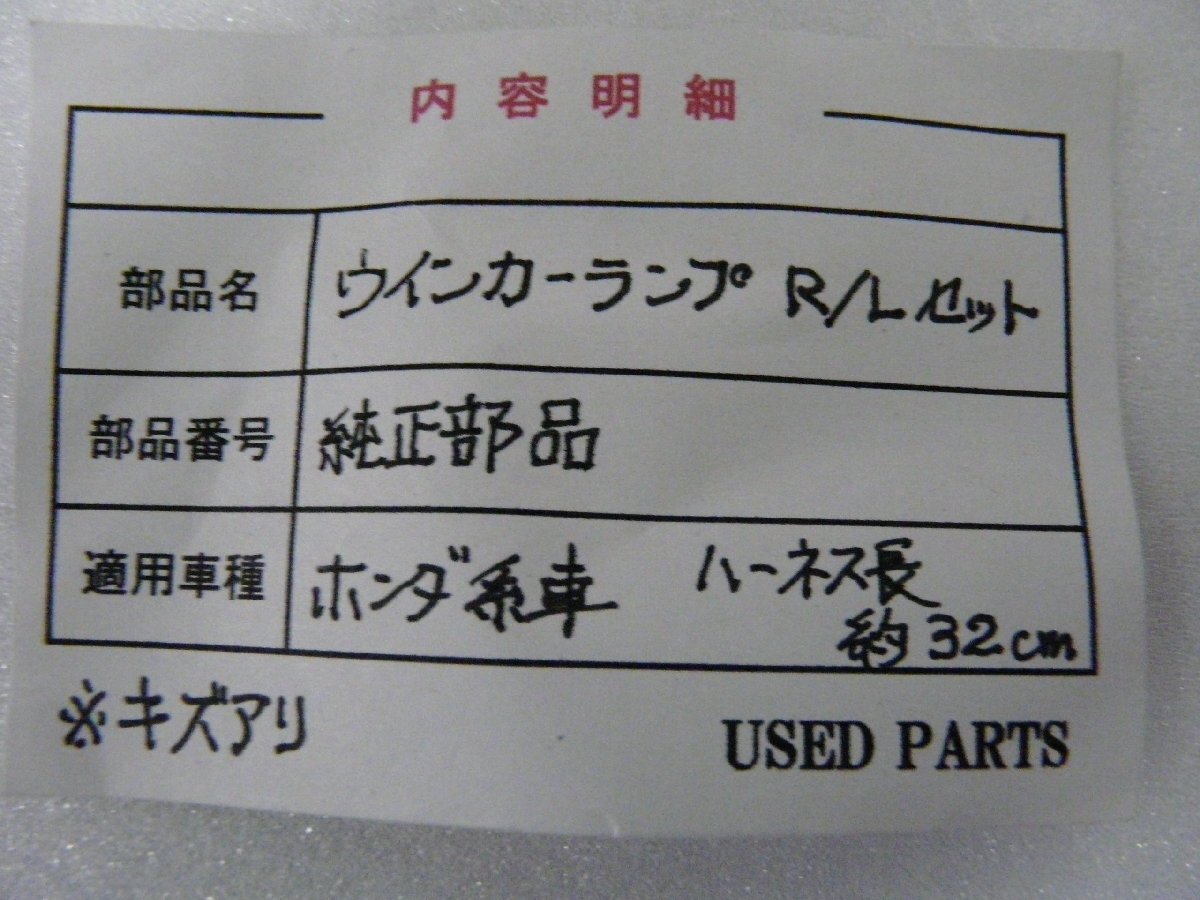 内容明細
部品名 ウインカーランプ R/Lセット
部品番号 純正部品
適用車種 ホンダ系車 ハーネス長
約32cm
※キズアリ
USED PARTS